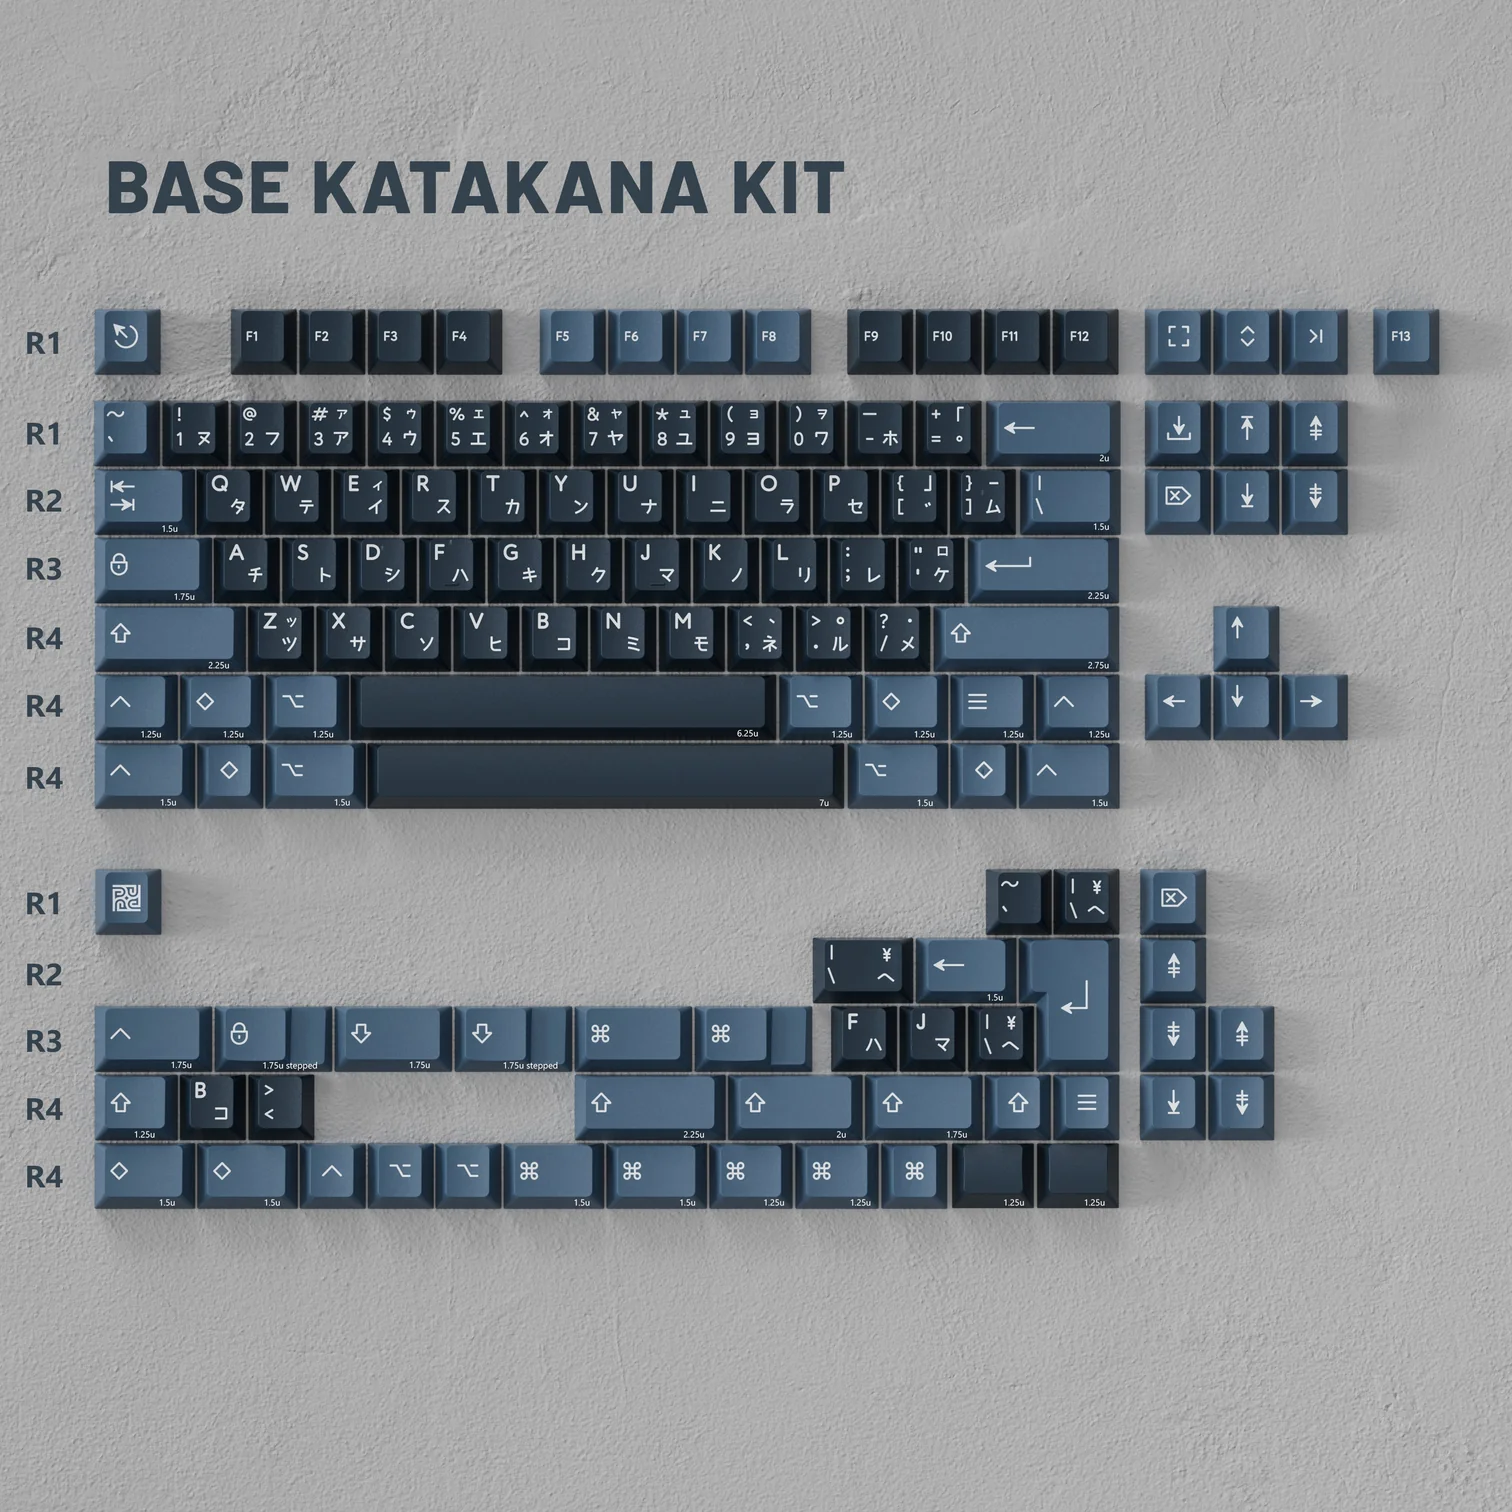 BASE KATAKANA KIT
R1 F1 F2 F3 F4 F5 F6 F7 F8 F9 F10 F11 F12 F13
R1 ~ ` ! 1 ヌ @ 2 フ # ァ 3 ア $ ゥ 4 ウ % ェ 5 エ ^ ォ 6 オ & ャ 7 ヤ * ュ 8 ユ ( ョ 9 ヨ ) ヲ 0 ワ — - ホ + 「 = ° ← 2u
R2 1.5u Q タ W テ E ィ イ R ス T カ Y ン U ナ I ニ O ラ P セ { 」 [ ゛ } - ] ム | \ 1.5u
R3 1.75u A チ S ト D シ F ハ G キ H ク J マ K ノ L リ : ; レ " ロ ' ケ 2.25u
R4 2.25u Z ッ ツ X サ C ソ V ヒ B コ N ミ M モ < 、 , ネ > ° . ル ? ・ / メ 2.75u ↑
R4 1.25u 1.25u 1.25u 6.25u 1.25u 1.25u 1.25u 1.25u ← ↓ →
R4 1.5u 1.5u 7u 1.5u 1.5u
R1 ~ ` | ¥ \ ヘ
R2 | ¥ \ ヘ ← 1.5u
R3 1.75u 1.75u stepped 1.75u 1.75u stepped ⌘ ⌘ F ハ J マ | ¥ \ ヘ
R4 1.25u B コ > < 2.25u 2u 1.75u
R4 1.5u 1.5u ⌘ 1.5u ⌘ 1.5u ⌘ 1.25u ⌘ 1.25u ⌘ 1.25u 1.25u